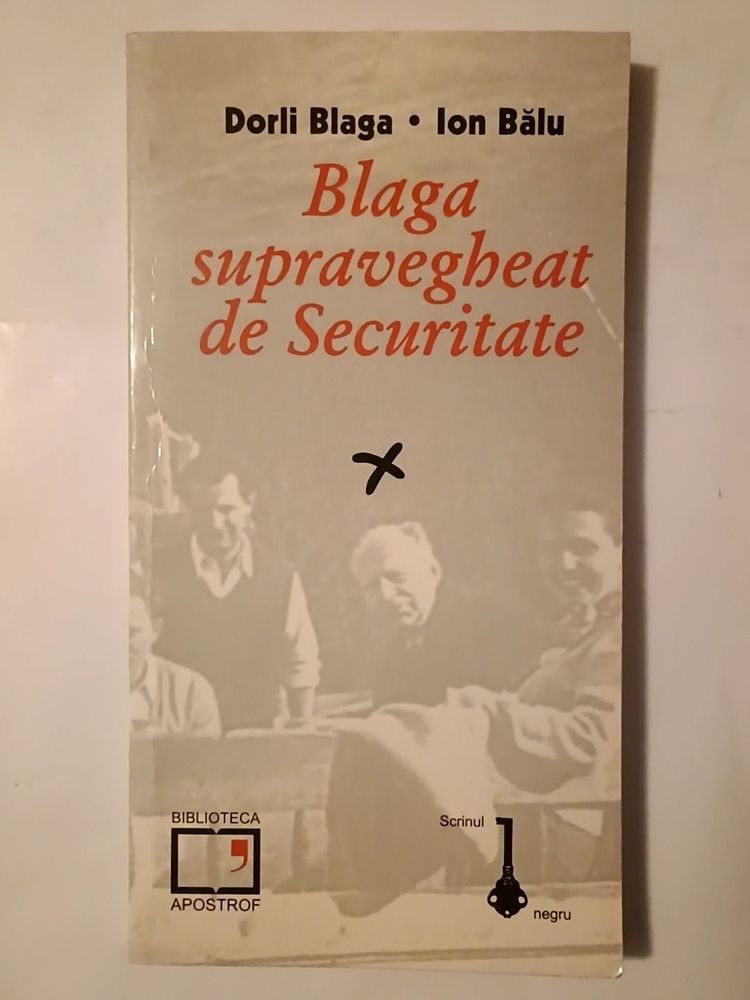 Dorli Blaga • Ion Bălu
Blaga
supravegheat
de Securitate
BIBLIOTECA
APOSTROF
Scrinul
negru